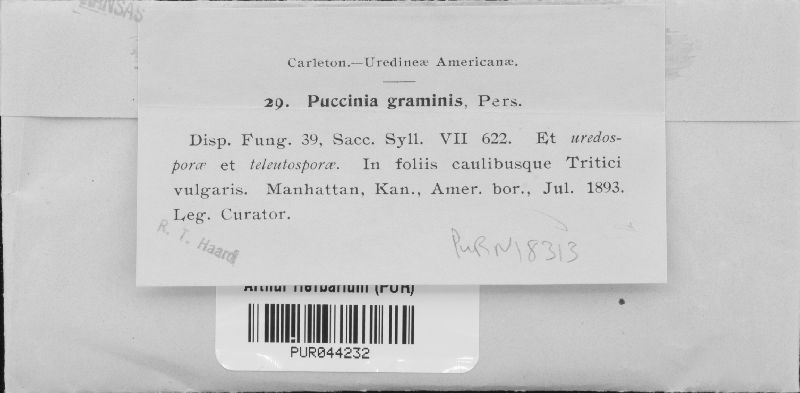 KANSAS
Carleton.—Uredineæ Americanæ.
29. Puccinia graminis, Pers.
Disp. Fung. 39, Sacc. Syll. VII 622. Et uredos-
poræ et teleutosporæ. In foliis caulibusque Tritici
vulgaris. Manhattan, Kan., Amer. bor., Jul. 1893.
Leg. Curator.
R. T. Haard
PUR N18313
Arthur Herbarium (PUR)
PUR044232